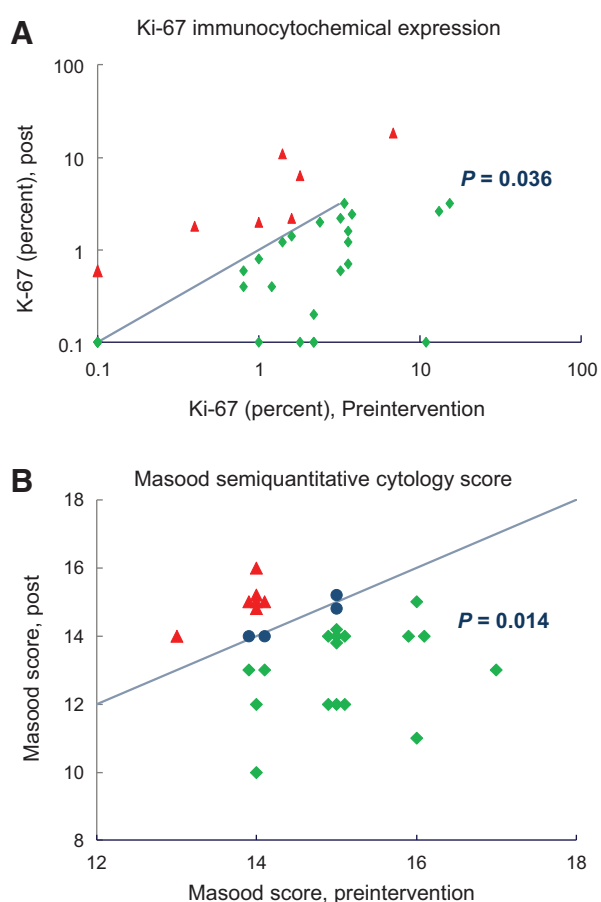 A
Ki-67 immunocytochemical expression
100
10
1
0.1
K-67 (percent), post
P = 0.036
0.1 1 10 100
Ki-67 (percent), Preintervention
B
Masood semiquantitative cytology score
18
16
14
12
10
8
Masood score, post
P = 0.014
12 14 16 18
Masood score, preintervention